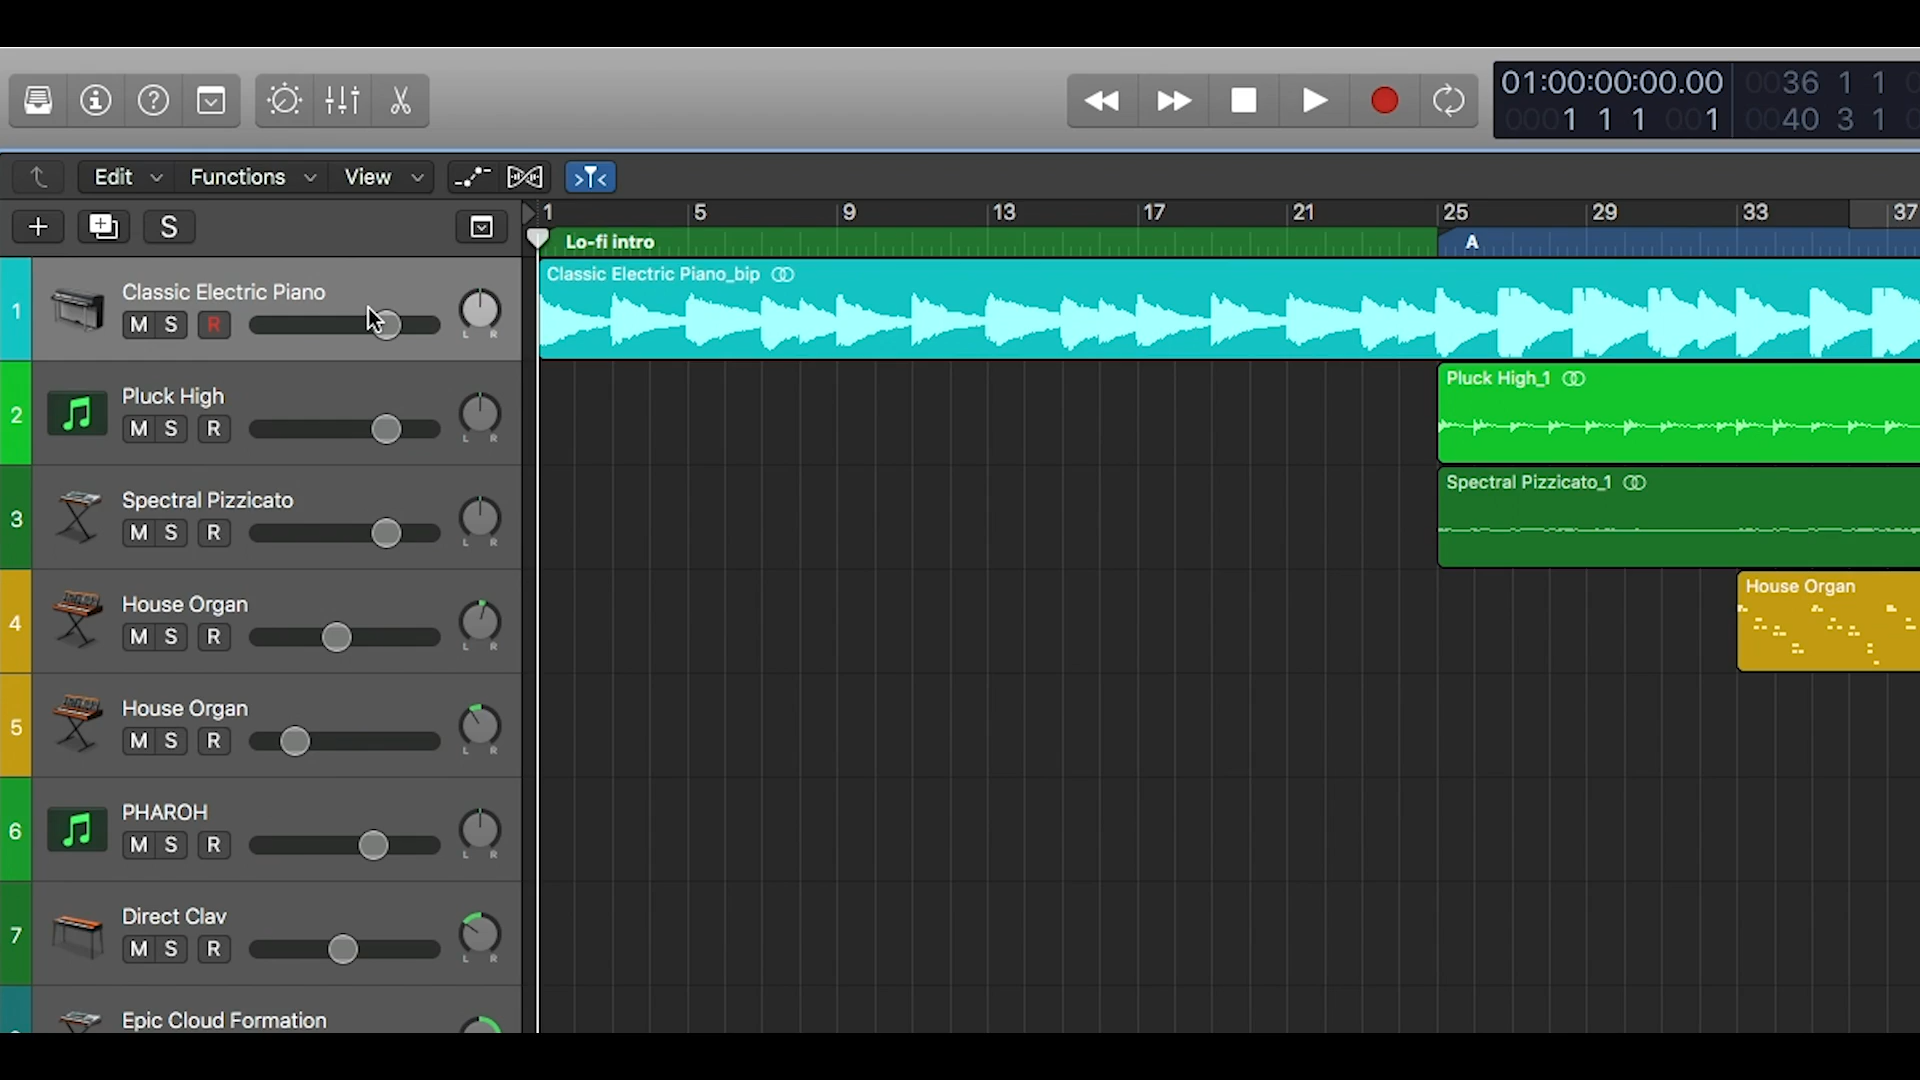 01:00:00:00.00
0036 1 1
0001 1 1 001
0040 3 1
Edit Functions View
S
1 5 9 13 17 21 25 29 33 37
Lo-fi intro A
1
Classic Electric Piano
M S R
L R
Classic Electric Piano_bip
2
Pluck High
M S R
L R
Pluck High_1
3
Spectral Pizzicato
M S R
L R
Spectral Pizzicato_1
4
House Organ
M S R
L R
House Organ
5
House Organ
M S R
L R
6
PHAROH
M S R
L R
7
Direct Clav
M S R
L R
Epic Cloud Formation